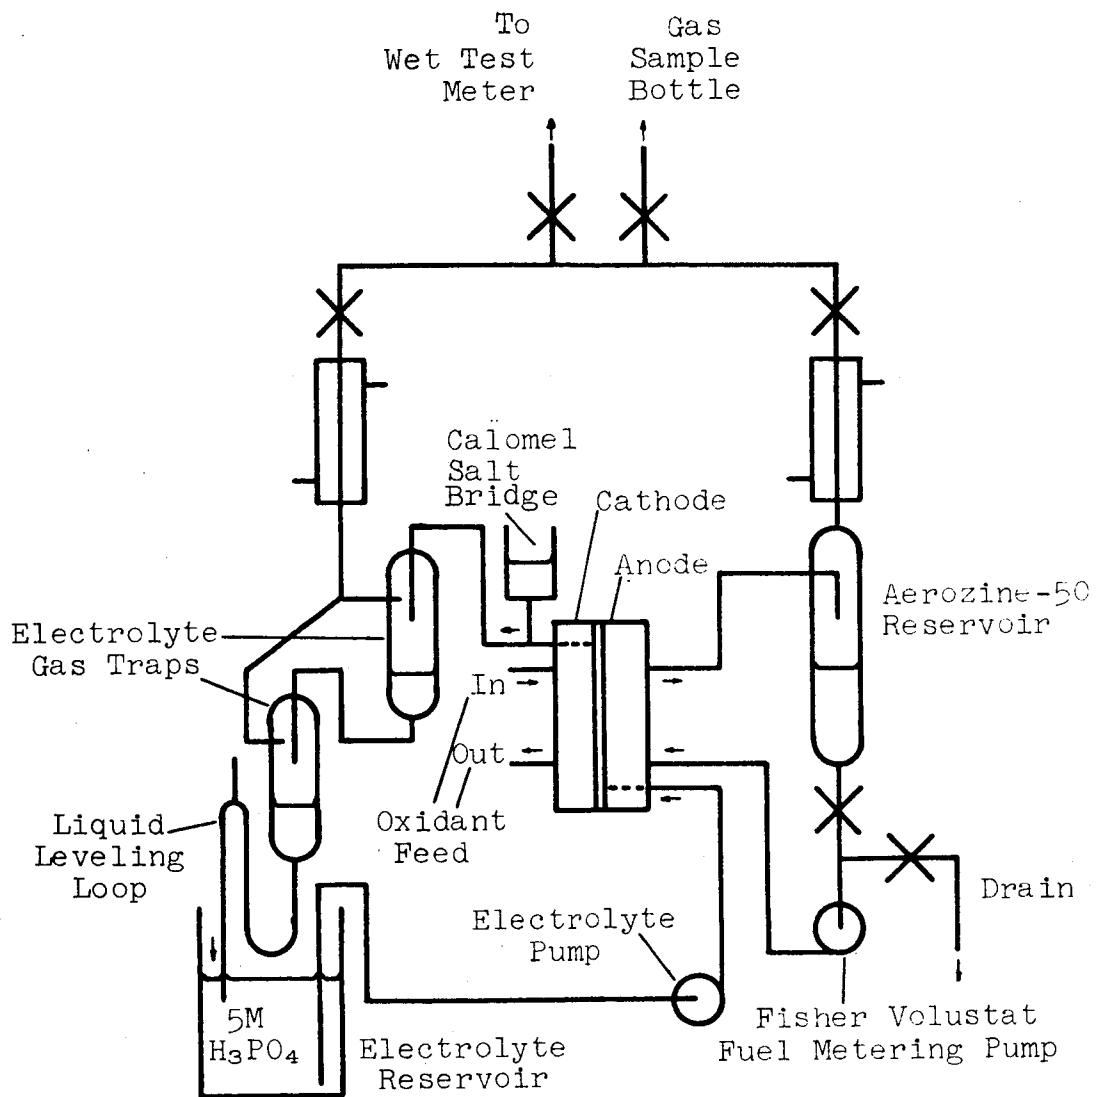 To
Wet Test
Meter
Gas
Sample
Bottle
Calomel
Salt
Bridge
Cathode
Anode
Aerozine-50
Reservoir
Electrolyte
Gas Traps
In
Out
Oxidant
Feed
Liquid
Leveling
Loop
Drain
Electrolyte
Pump
5M
H₃PO₄
Electrolyte
Reservoir
Fisher Volustat
Fuel Metering Pump